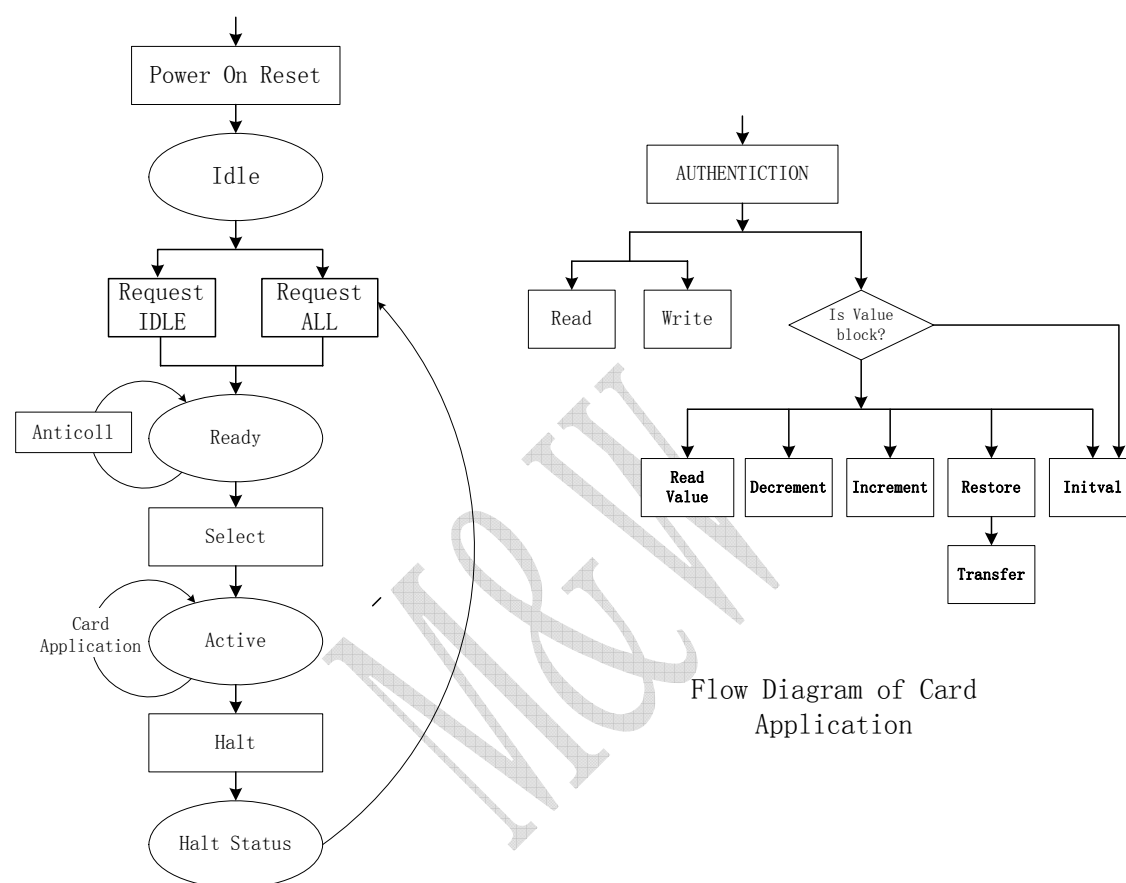 Power On Reset
Idle
Request
IDLE
Request
ALL
Anticoll
Ready
Select
Card
Application
Active
Halt
Halt Status
AUTHENTICTION
Read
Write
Is Value
block?
Read
Value
Decrement
Increment
Restore
Initval
Transfer
Flow Diagram of Card
Application
M&W